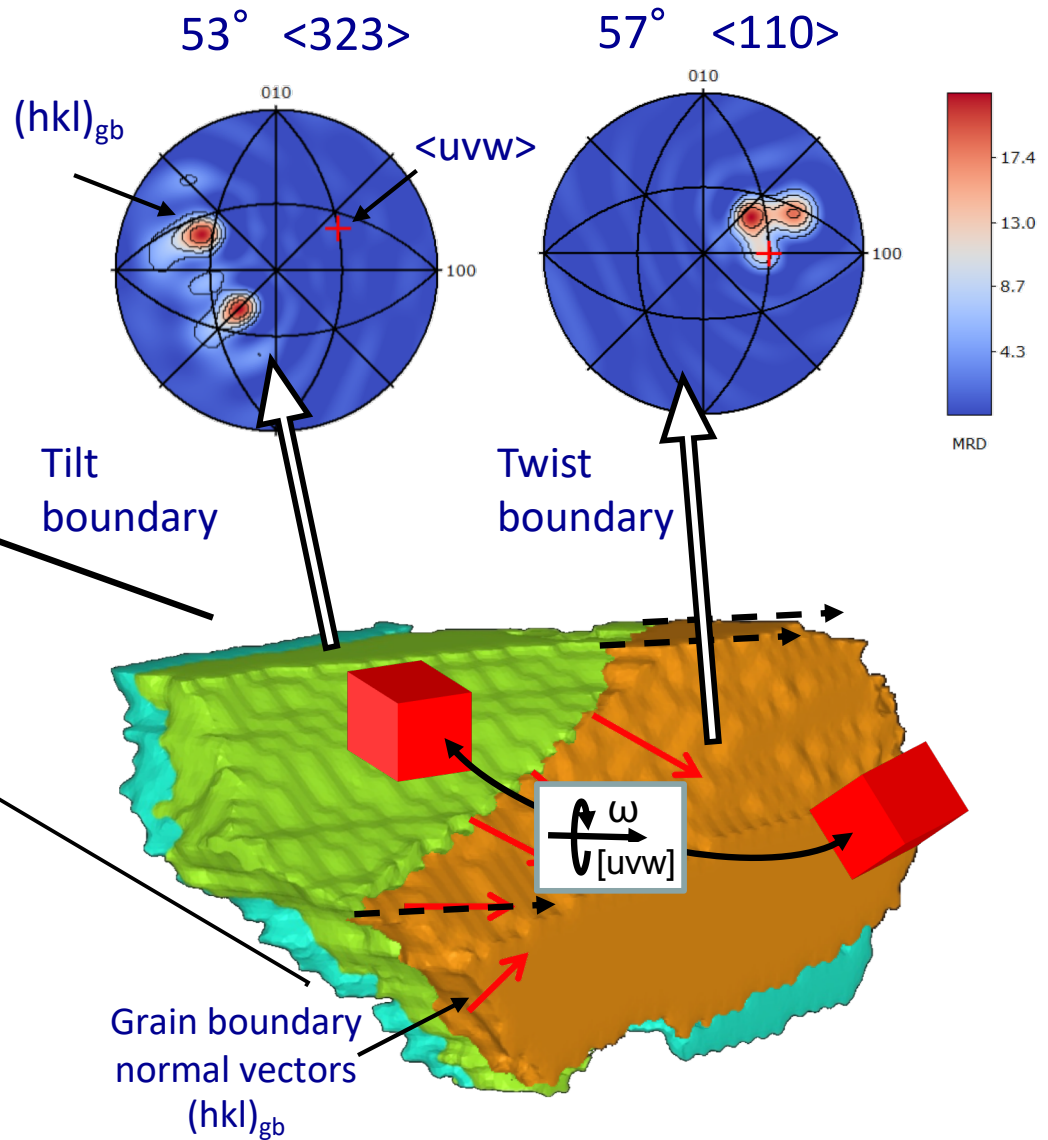 53° <323>
57° <110>
010
010
(hkl)gb
<uvw>
100
100
17.4
13.0
8.7
4.3
MRD
Tilt
boundary
Twist
boundary
ω
[uvw]
Grain boundary
normal vectors
(hkl)gb